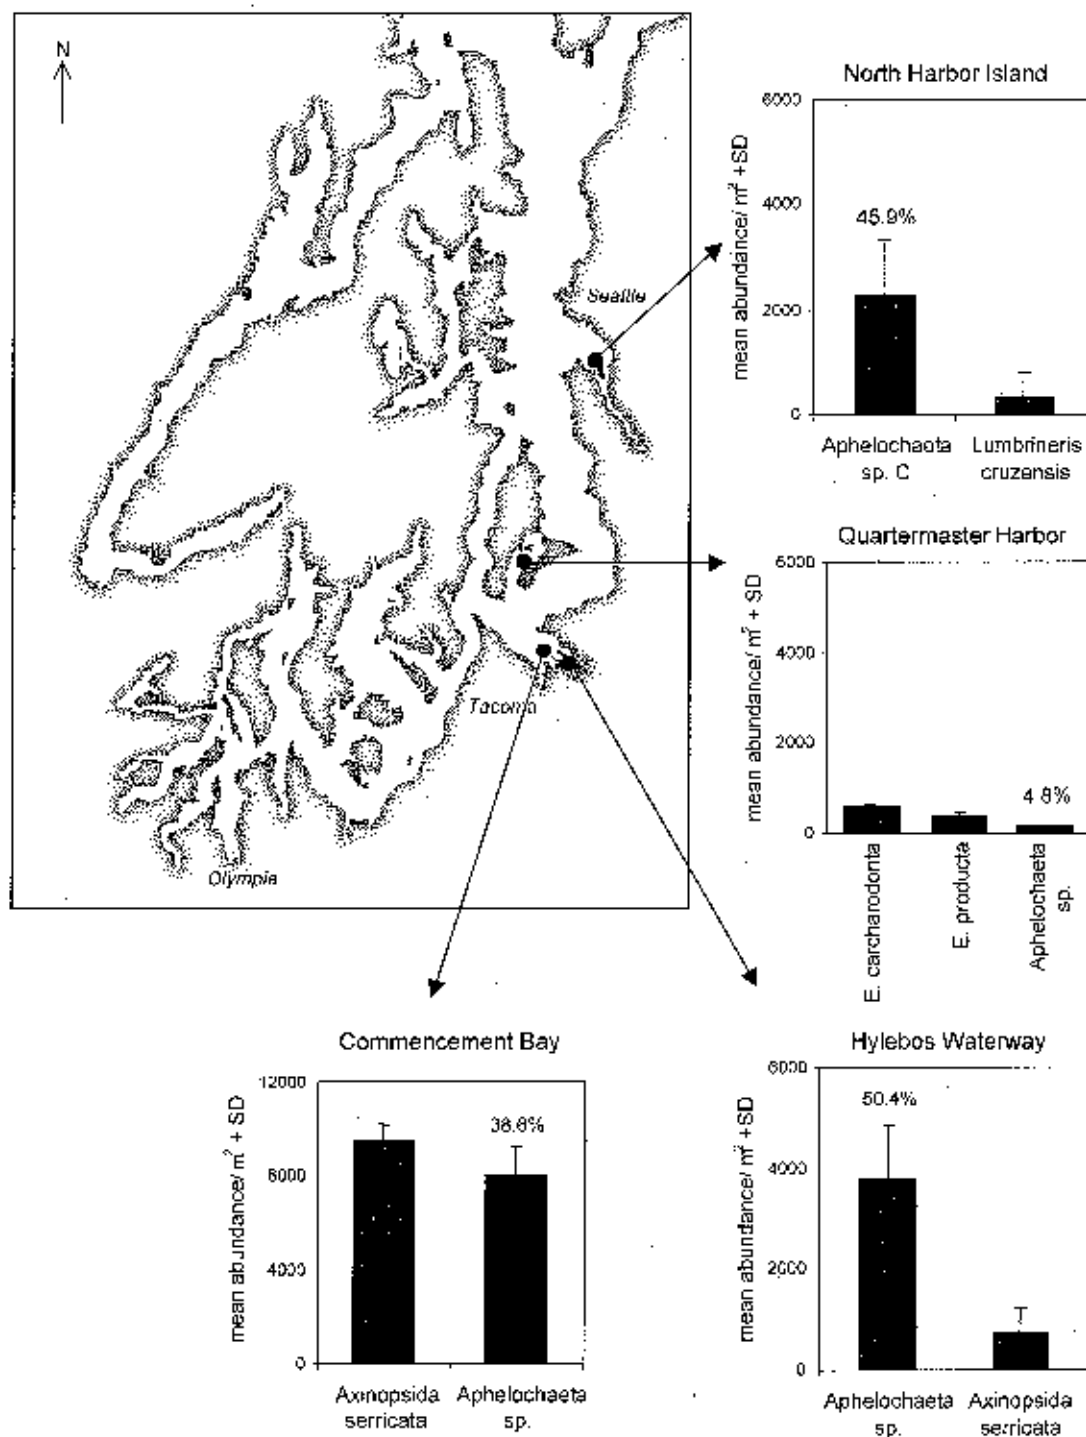 N
Seattle
Tacoma
Olympia
North Harbor Island
mean abundance/ m² +SD
6000
4000
2000
0
45.9%
Aphelochaeta
sp. C
Lumbrineris
cruzensis
Quartermaster Harbor
mean abundance/ m² + SD
6000
4000
2000
0
4.8%
E. carcharodonta
E. producta
Aphelochaeta
sp.
Commencement Bay
mean abundance/ m² + SD
12000
8000
4000
0
38.6%
Axinopsida
serricata
Aphelochaeta
sp.
Hylebos Waterway
mean abundance/ m² +SD
6000
4000
2000
0
50.4%
Aphelochaeta
sp.
Axinopsida
serricata